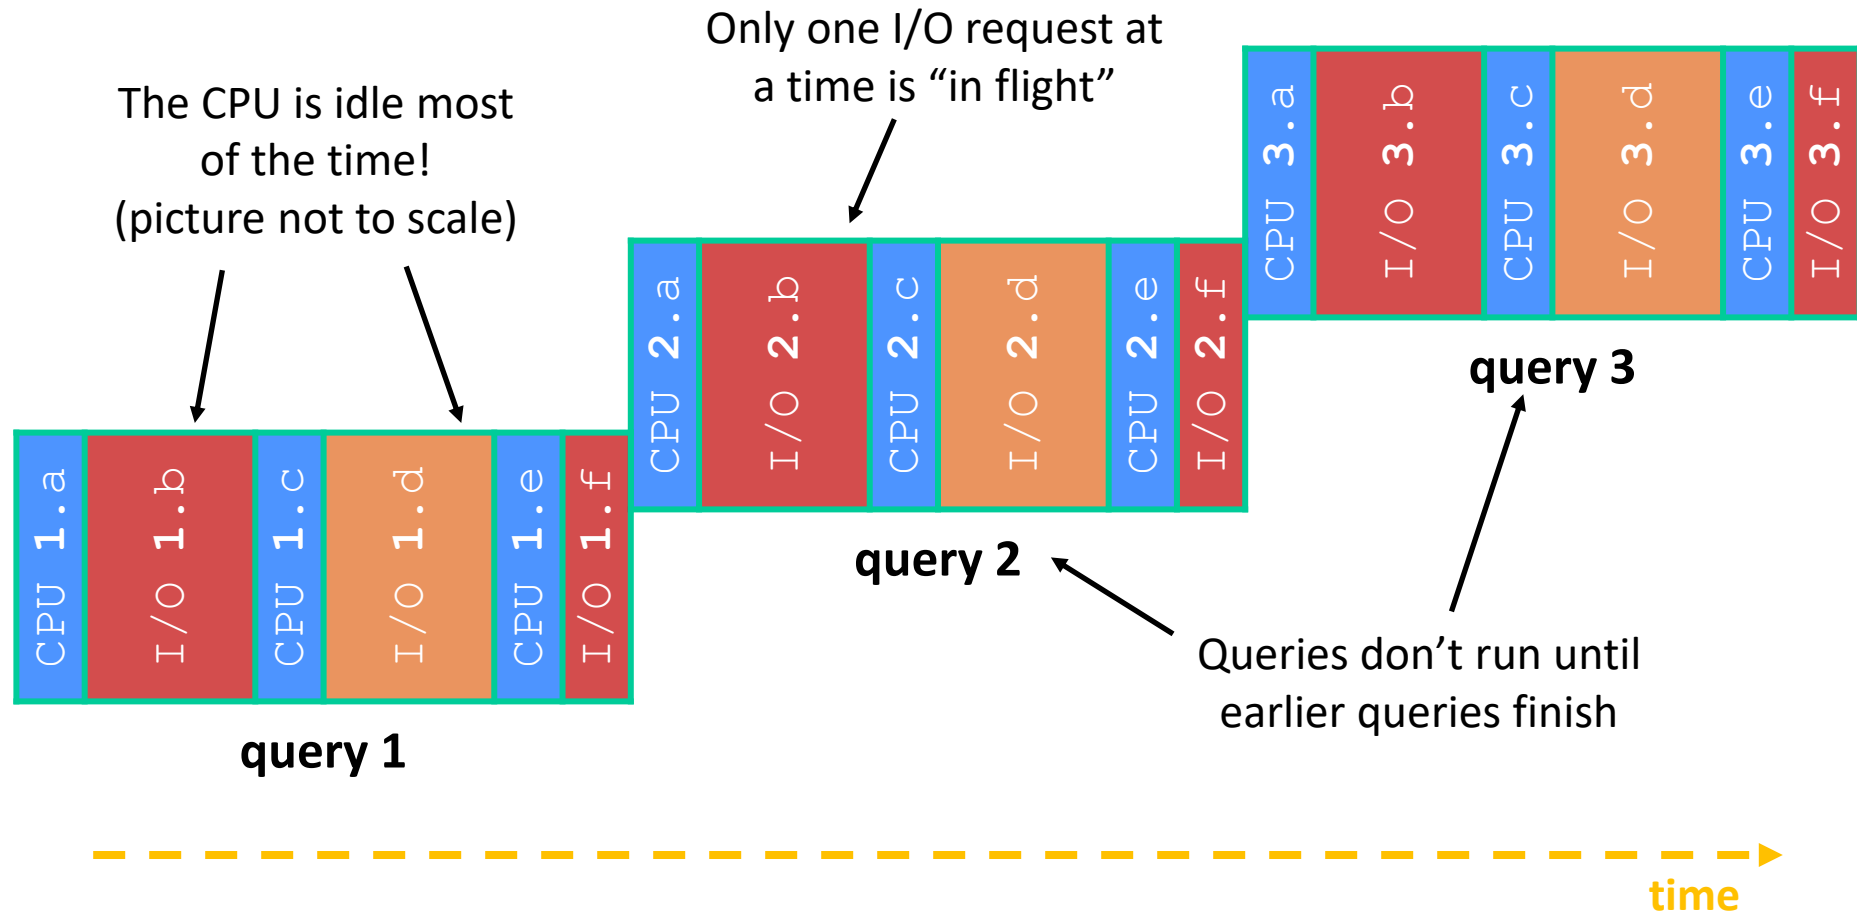 The CPU is idle most
of the time!
(picture not to scale)
Only one I/O request at
a time is “in flight”
CPU 1.a
I/O 1.b
CPU 1.c
I/O 1.d
CPU 1.e
I/O 1.f
query 1
CPU 2.a
I/O 2.b
CPU 2.c
I/O 2.d
CPU 2.e
I/O 2.f
query 2
CPU 3.a
I/O 3.b
CPU 3.c
I/O 3.d
CPU 3.e
I/O 3.f
query 3
Queries don’t run until
earlier queries finish
time